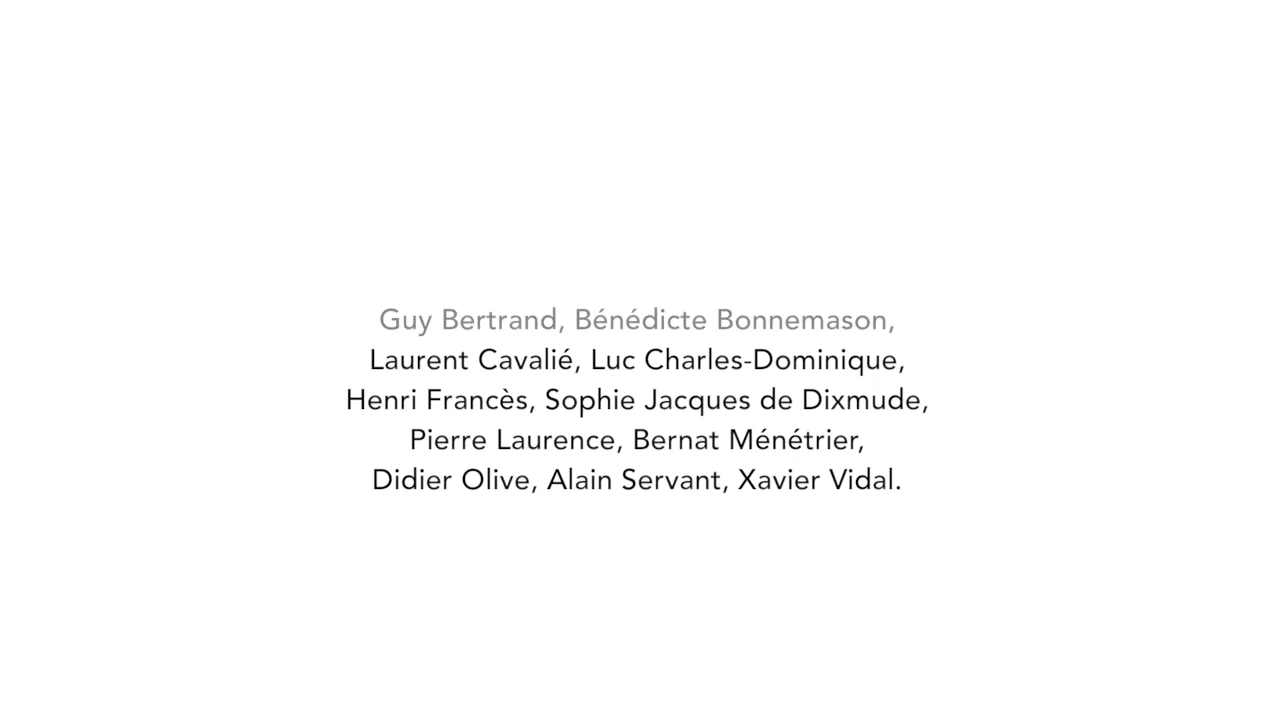 Guy Bertrand, Bénédicte Bonnemason,
Laurent Cavalié, Luc Charles-Dominique,
Henri Francès, Sophie Jacques de Dixmude,
Pierre Laurence, Bernat Ménétrier,
Didier Olive, Alain Servant, Xavier Vidal.